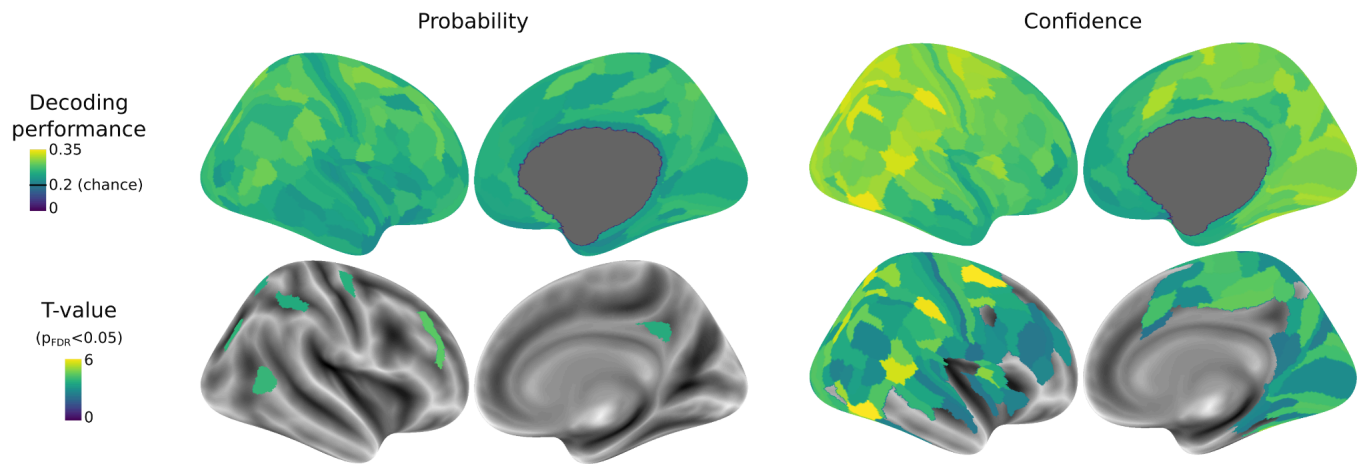 Probability
Confidence
Decoding
performance
0.35
0.2 (chance)
0
T-value
(pFDR<0.05)
6
0